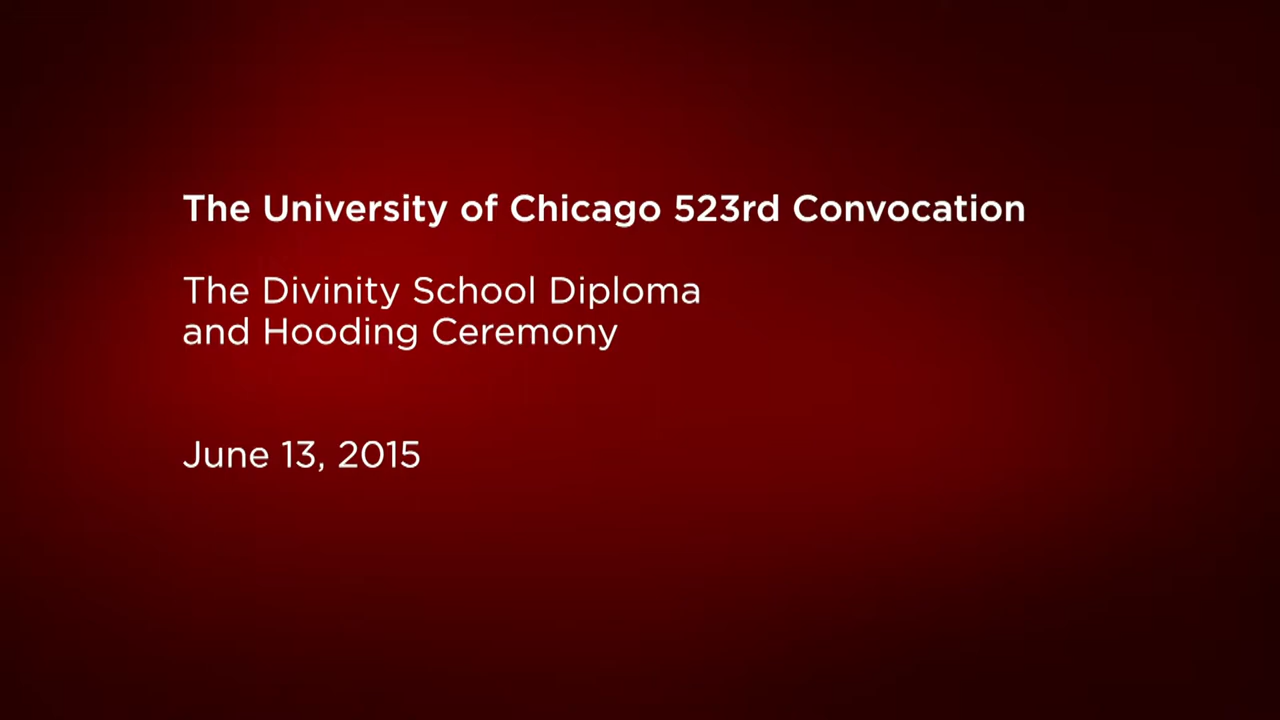 The University of Chicago 523rd Convocation
The Divinity School Diploma
and Hooding Ceremony
June 13, 2015